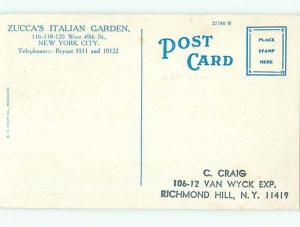 ZUCCA'S ITALIAN GARDEN,
116-118-120 West 49th St.,
NEW YORK CITY.
Telephones:- Bryant 5511 and 10122
22786 N
POST
CARD
PLACE
STAMP
HERE
C. CRAIG
106-12 VAN WYCK EXP.
RICHMOND HILL, N. Y. 11419